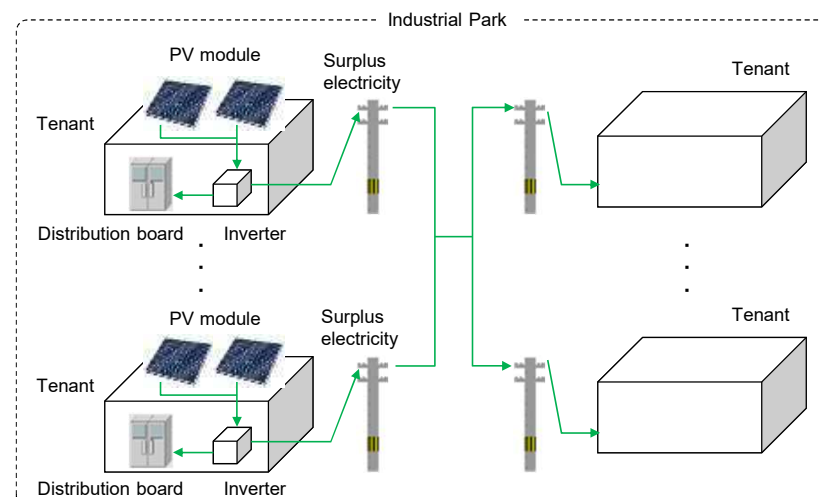 Industrial Park
PV module
Surplus
electricity
Tenant
Tenant
Distribution board
Inverter
PV module
Surplus
electricity
Tenant
Tenant
Distribution board
Inverter